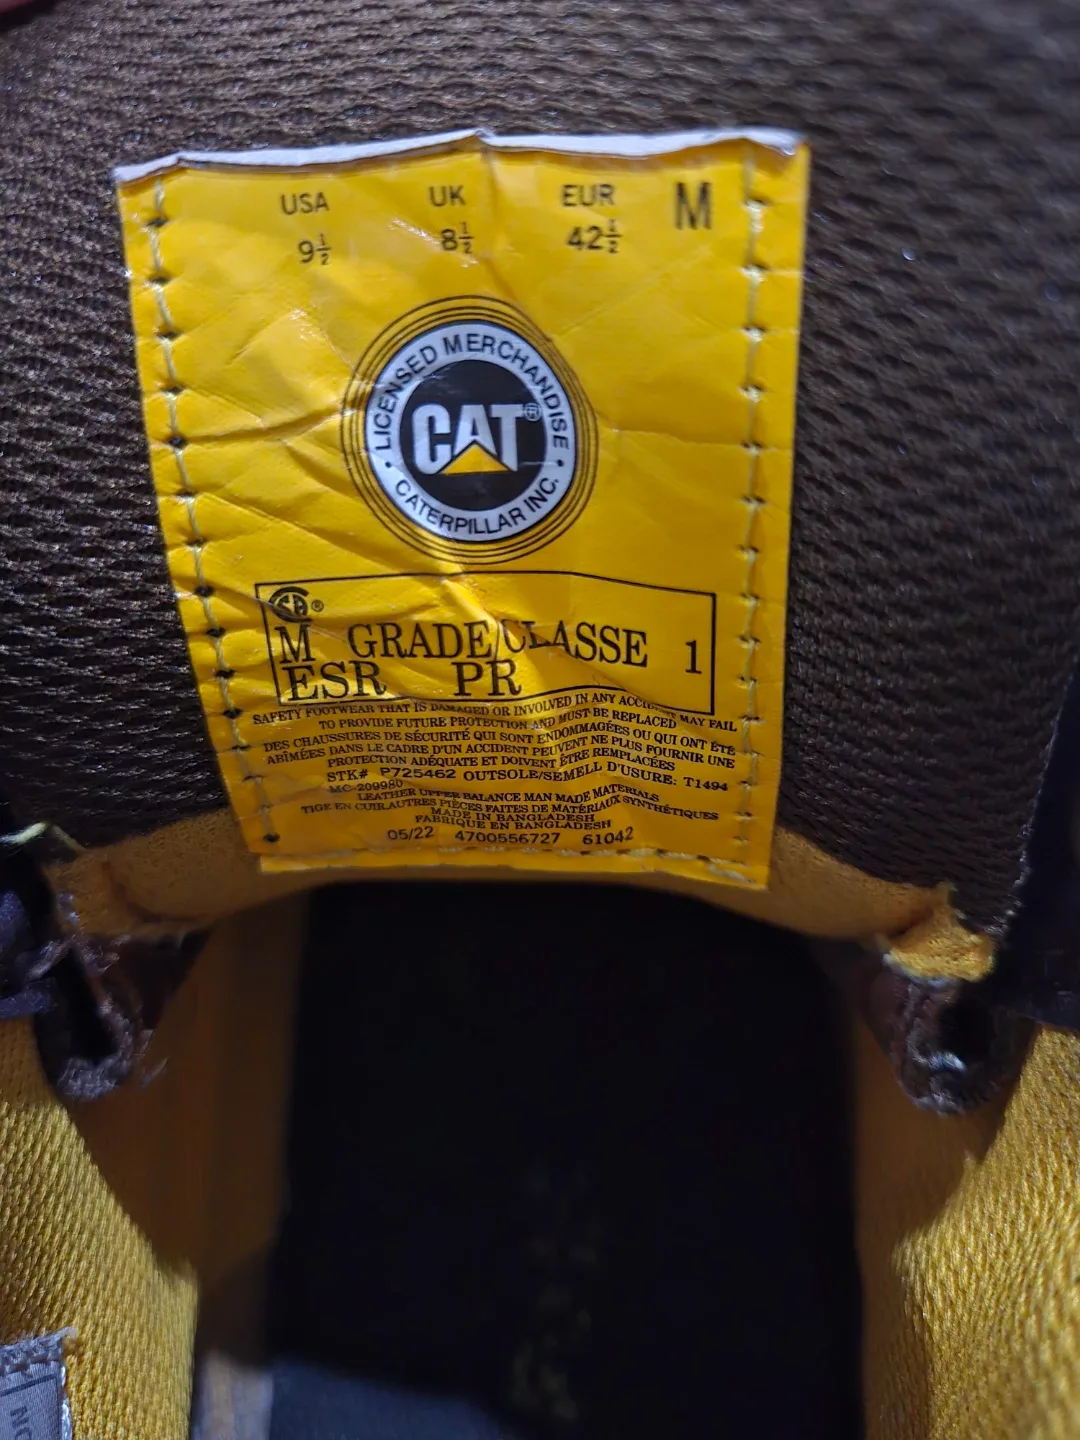 USA UK EUR M
9½ 8½ 42½
LICENSED MERCHANDISE
CAT®
CATERPILLAR INC.
CSA®
M GRADE/CLASSE 1
ESR PR
SAFETY FOOTWEAR THAT IS DAMAGED OR INVOLVED IN ANY ACCIDENT MAY FAIL
TO PROVIDE FUTURE PROTECTION AND MUST BE REPLACED
DES CHAUSSURES DE SÉCURITÉ QUI SONT ENDOMMAGÉES OU QUI ONT ÉTÉ
ABÎMÉES DANS LE CADRE D'UN ACCIDENT PEUVENT NE PLUS FOURNIR UNE
PROTECTION ADÉQUATE ET DOIVENT ÊTRE REMPLACÉES
STK# P725462 OUTSOLE/SEMELL D'USURE: T1494
MC-209980
LEATHER UPPER BALANCE MAN MADE MATERIALS
TIGE EN CUIR.AUTRES PIÈCES FAITES DE MATÉRIAUX SYNTHÉTIQUES
MADE IN BANGLADESH
FABRIQUE EN BANGLADESH
05/22 4700556727 61042